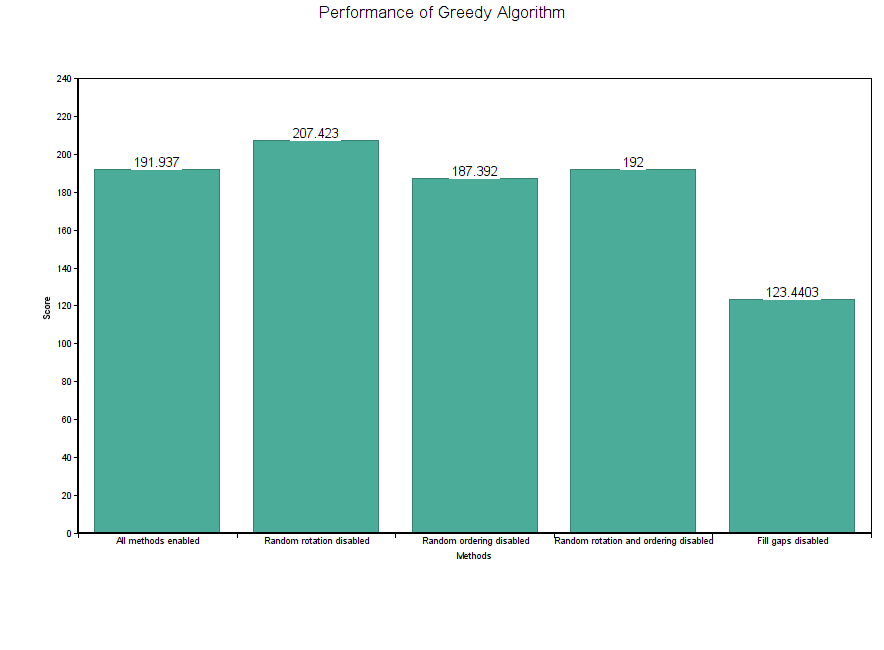 Performance of Greedy Algorithm
240
220
200
180
160
140
120
100
80
60
40
20
0
Score
191.937
207.423
187.392
192
123.4403
All methods enabled
Random rotation disabled
Random ordering disabled
Random rotation and ordering disabled
Fill gaps disabled
Methods